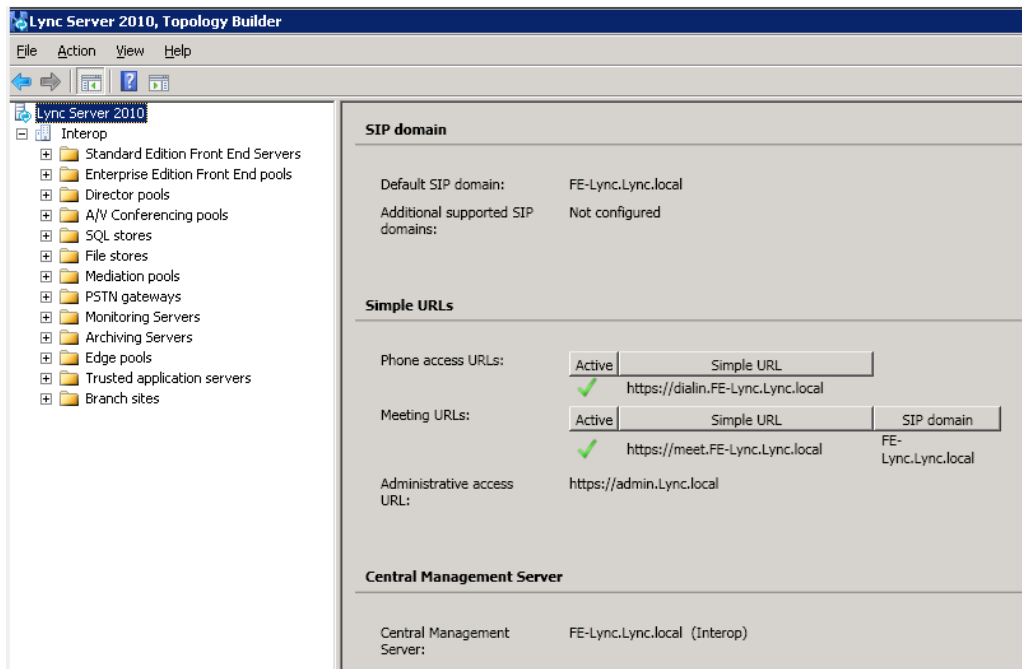 Lync Server 2010, Topology Builder
File Action View Help
Lync Server 2010
Interop
Standard Edition Front End Servers
Enterprise Edition Front End pools
Director pools
A/V Conferencing pools
SQL stores
File stores
Mediation pools
PSTN gateways
Monitoring Servers
Archiving Servers
Edge pools
Trusted application servers
Branch sites
SIP domain
Default SIP domain: FE-Lync.Lync.local
Additional supported SIP Not configured
domains:
Simple URLs
Phone access URLs: Active Simple URL
https://dialin.FE-Lync.Lync.local
Meeting URLs: Active Simple URL SIP domain
https://meet.FE-Lync.Lync.local FE-
Lync.Lync.local
Administrative access https://admin.Lync.local
URL:
Central Management Server
Central Management FE-Lync.Lync.local (Interop)
Server: